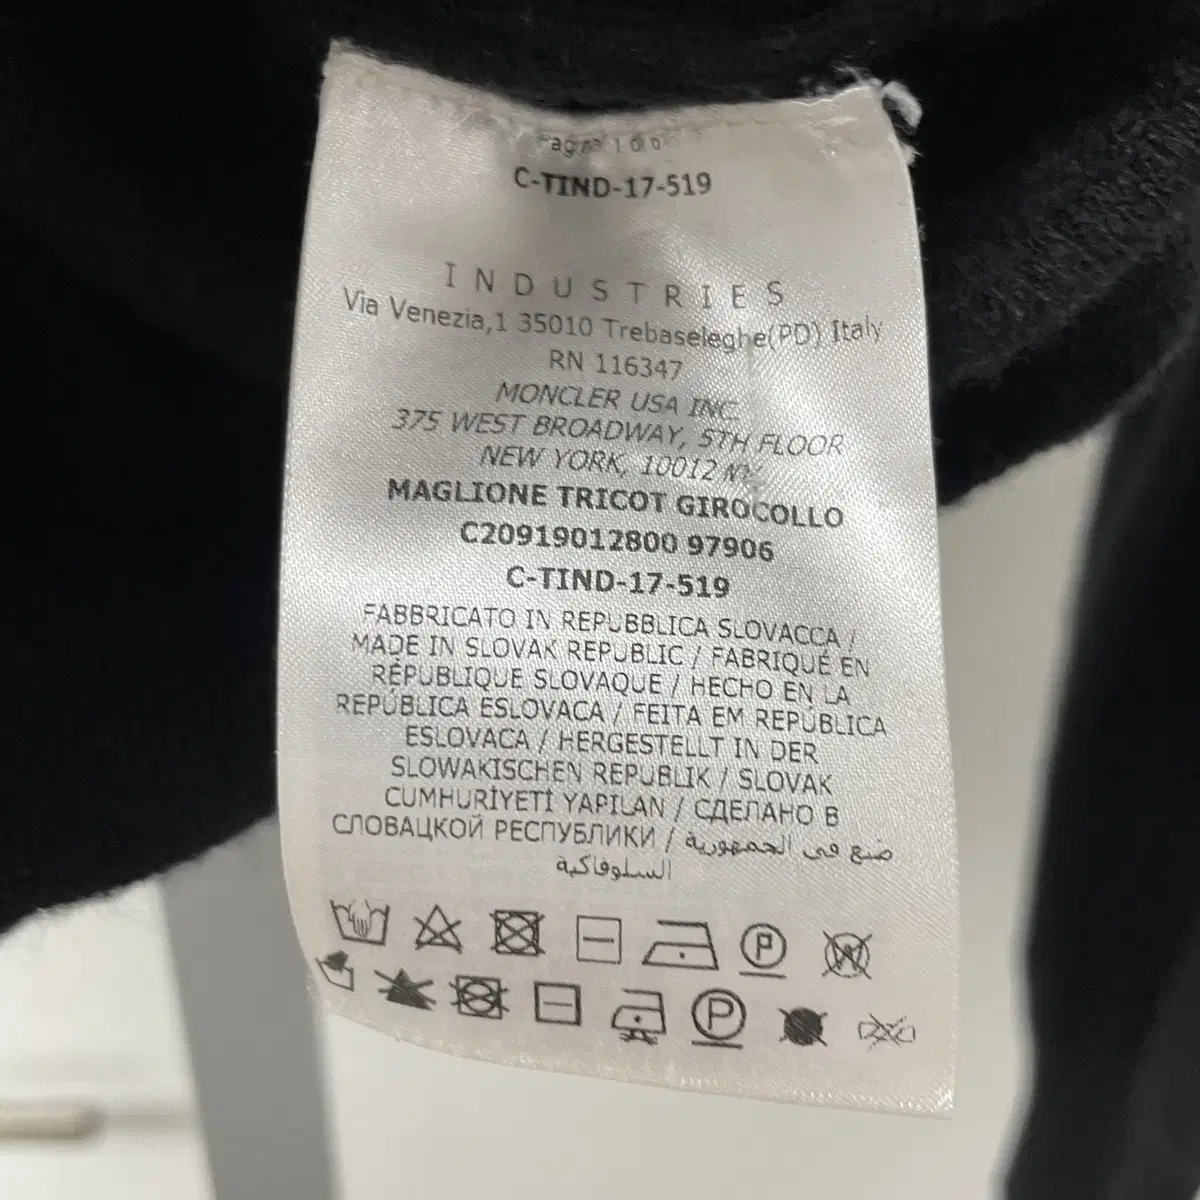 C-TIND-17-519
INDUSTRIES
Via Venezia,1 35010 Trebaseleghe(PD) Italy
RN 116347
MONCLER USA INC.
375 WEST BROADWAY, 5TH FLOOR
NEW YORK, 10012 NY
MAGLIONE TRICOT GIROCOLLO
C20919012800 97906
C-TIND-17-519
FABBRICATO IN REPUBBLICA SLOVACCA /
MADE IN SLOVAK REPUBLIC / FABRIQUÉ EN
RÉPUBLIQUE SLOVAQUE / HECHO EN LA
REPÚBLICA ESLOVACA / FEITA EM REPÚBLICA
ESLOVACA / HERGESTELLT IN DER
SLOWAKISCHEN REPUBLIK / SLOVAK
CUMHURİYETİ YAPILAN / СДЕЛАНО В
СЛОВАЦКОЙ РЕСПУБЛИКИ / صنع في الجمهورية
السلوفاكية
P W
P